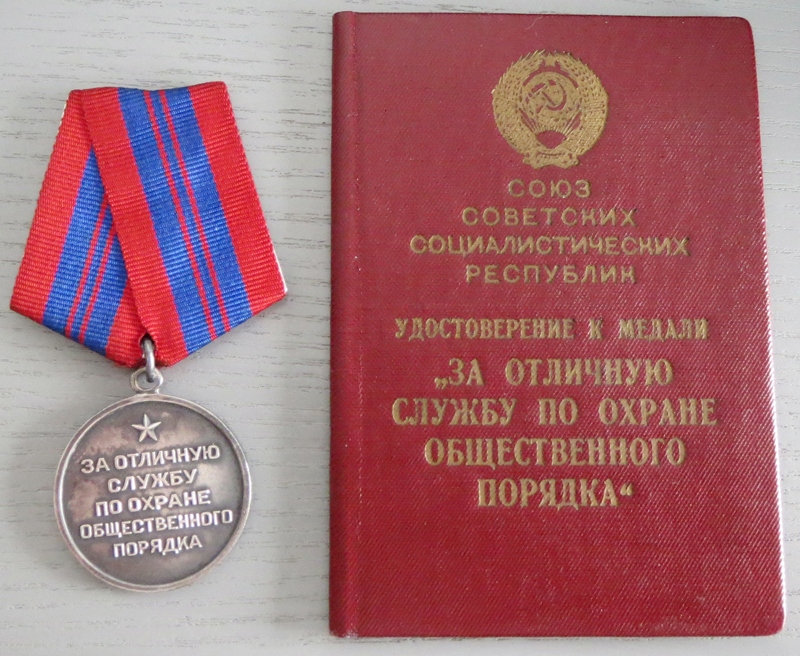 ЗА ОТЛИЧНУЮ
СЛУЖБУ
ПО ОХРАНЕ
ОБЩЕСТВЕННОГО
ПОРЯДКА
СОЮЗ
СОВЕТСКИХ
СОЦИАЛИСТИЧЕСКИХ
РЕСПУБЛИК
УДОСТОВЕРЕНИЕ К МЕДАЛИ
„ЗА ОТЛИЧНУЮ
СЛУЖБУ ПО ОХРАНЕ
ОБЩЕСТВЕННОГО
ПОРЯДКА“